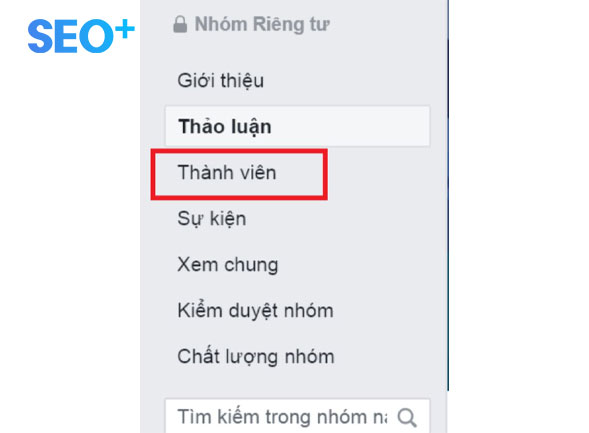 SEO+
Nhóm Riêng tư
Giới thiệu
Thảo luận
Thành viên
Sự kiện
Xem chung
Kiểm duyệt nhóm
Chất lượng nhóm
Tìm kiếm trong nhóm